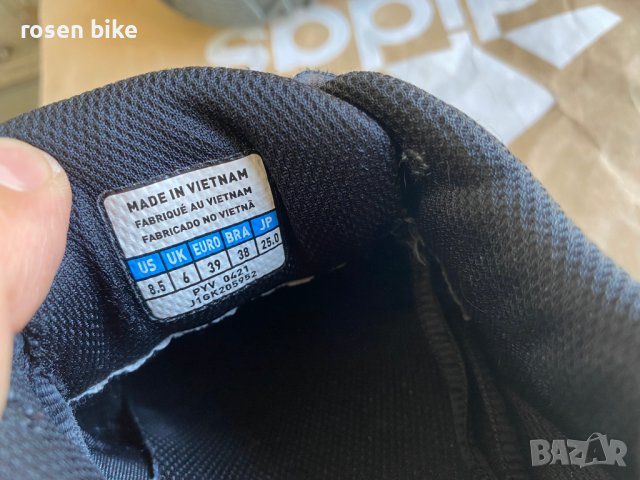 rosen bike
adidas
MADE IN VIETNAM
FABRIQUÉ AU VIETNAM
FABRICADO NO VIETNÃ
US UK EURO BRA JP
8.5 6 39 38 25.0
PYV 0421
J1GK205952
BAZAR